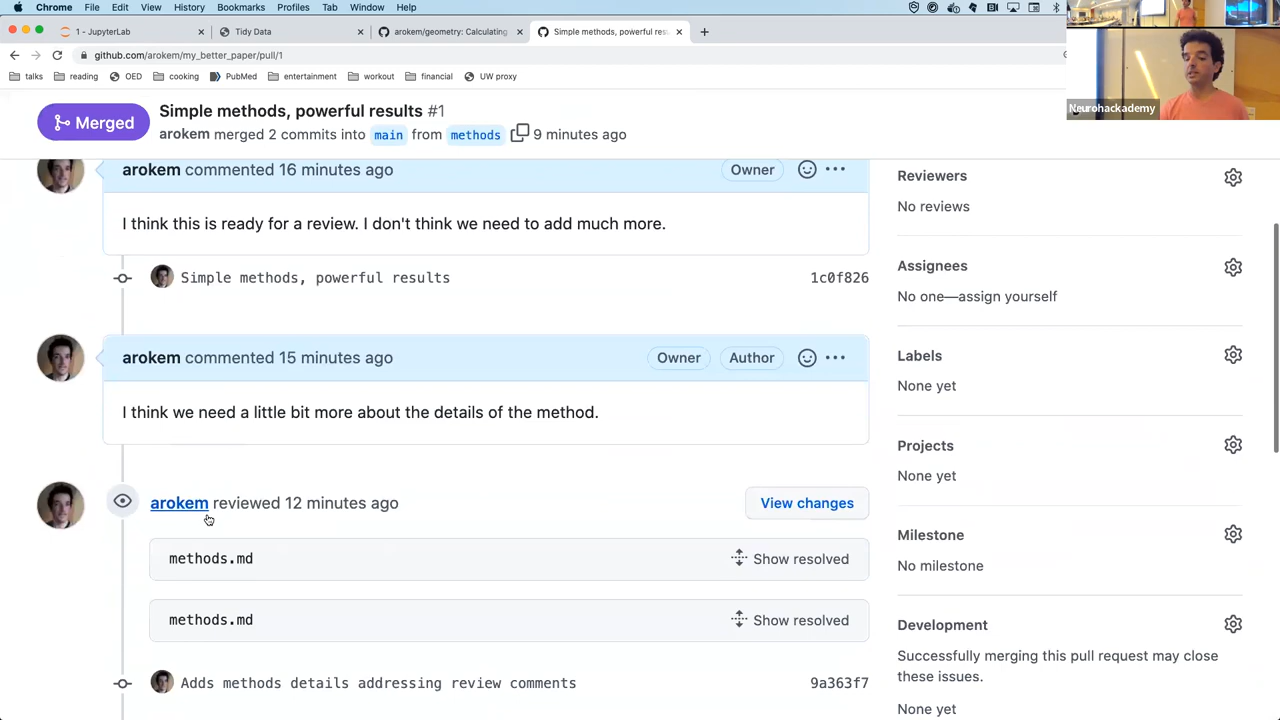 Chrome File Edit View History Bookmarks Profiles Tab Window Help
1 - JupyterLab
Tidy Data
arokem/geometry: Calculating
Simple methods, powerful res
github.com/arokem/my_better_paper/pull/1
talks reading OED cooking PubMed entertainment workout financial UW proxy
Neurohackademy
Merged
Simple methods, powerful results #1
arokem merged 2 commits into main from methods 9 minutes ago
arokem commented 16 minutes ago
Owner
I think this is ready for a review. I don't think we need to add much more.
Simple methods, powerful results 1c0f826
arokem commented 15 minutes ago
Owner Author
I think we need a little bit more about the details of the method.
arokem reviewed 12 minutes ago
View changes
methods.md Show resolved
methods.md Show resolved
Adds methods details addressing review comments 9a363f7
Reviewers
No reviews
Assignees
No one—assign yourself
Labels
None yet
Projects
None yet
Milestone
No milestone
Development
Successfully merging this pull request may close
these issues.
None yet